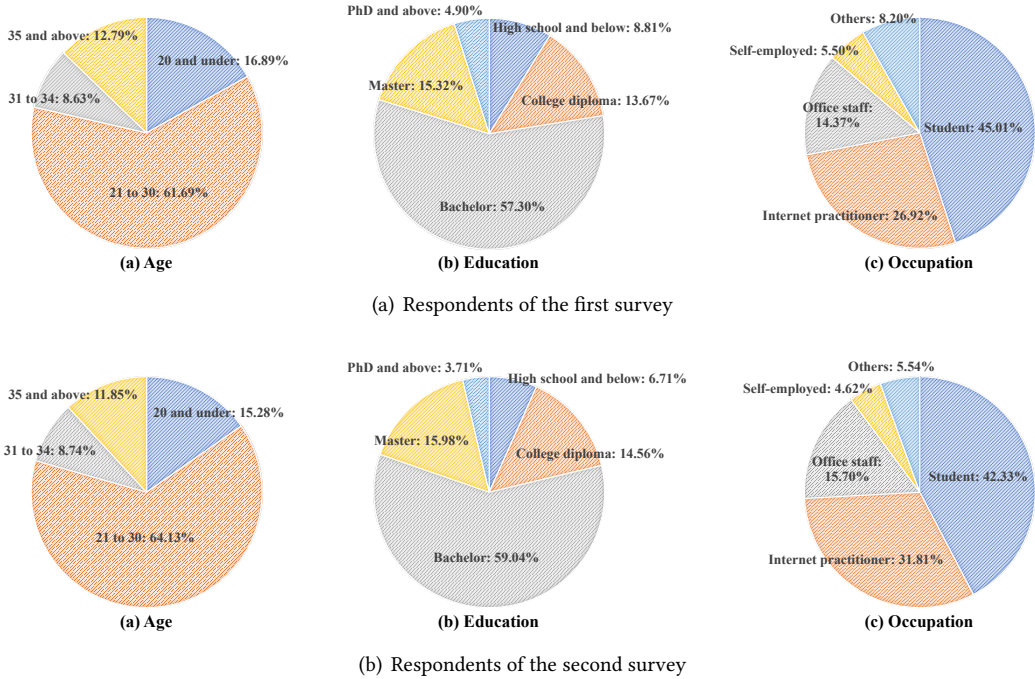 PhD and above: 4.90%
High school and below: 8.81%
Others: 8.20%
35 and above: 12.79%
20 and under: 16.89%
Self-employed: 5.50%
Master: 15.32%
31 to 34: 8.63%
College diploma: 13.67%
Office staff:
14.37%
Student: 45.01%
21 to 30: 61.69%
Bachelor: 57.30%
Internet practitioner: 26.92%
(a) Age
(b) Education
(c) Occupation
(a) Respondents of the first survey
PhD and above: 3.71%
High school and below: 6.71%
Others: 5.54%
35 and above: 11.85%
20 and under: 15.28%
Self-employed: 4.62%
31 to 34: 8.74%
Master: 15.98%
College diploma: 14.56%
Office staff:
15.70%
Student: 42.33%
21 to 30: 64.13%
Bachelor: 59.04%
Internet practitioner: 31.81%
(a) Age
(b) Education
(c) Occupation
(b) Respondents of the second survey